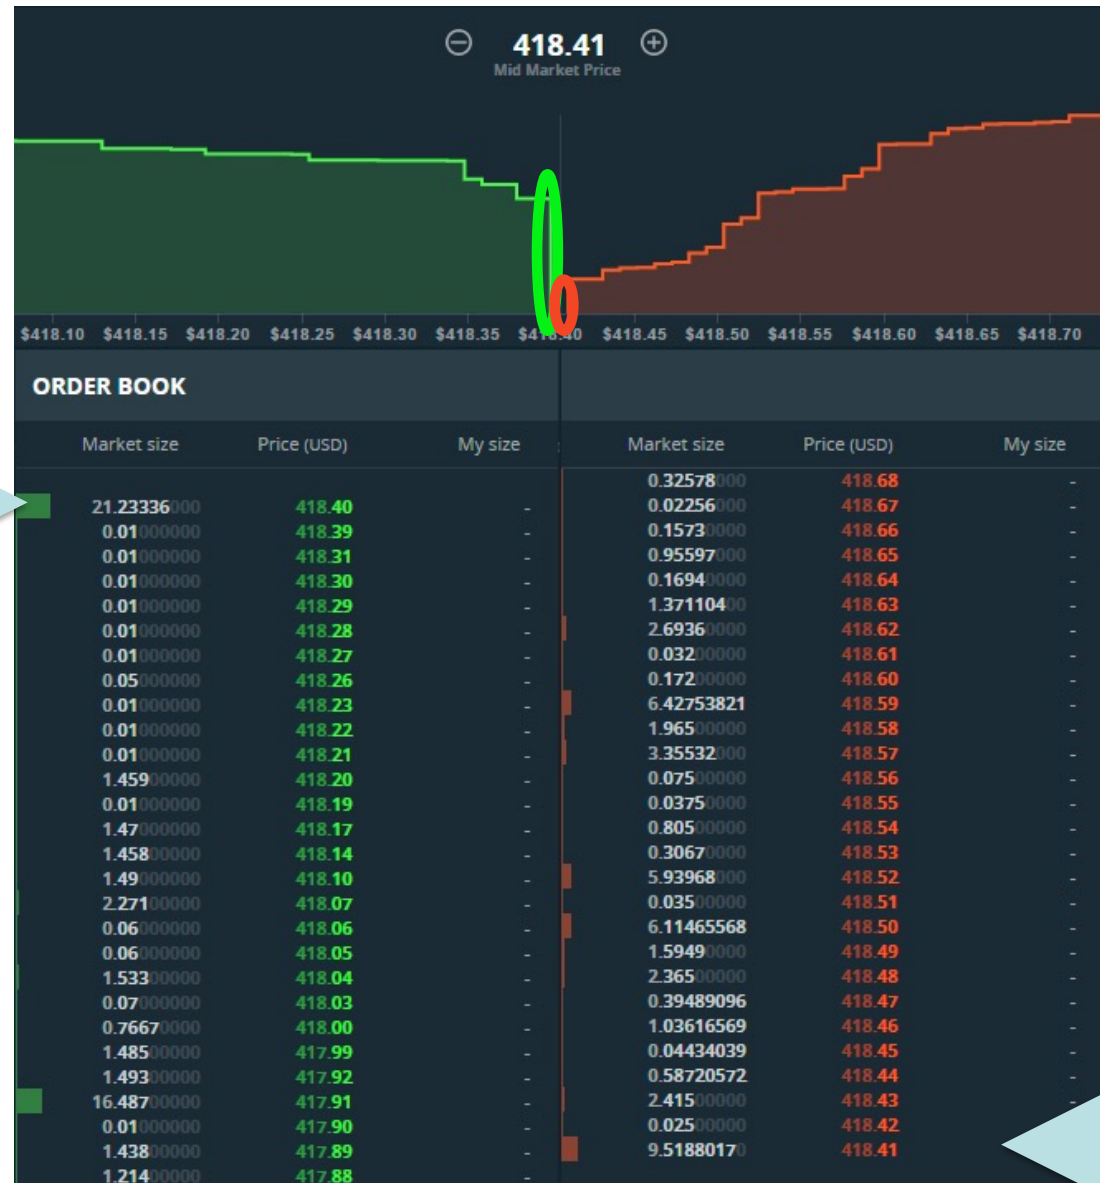 418.41
Mid Market Price
$418.10 $418.15 $418.20 $418.25 $418.30 $418.35 $418.40 $418.45 $418.50 $418.55 $418.60 $418.65 $418.70
ORDER BOOK
Market size Price (USD) My size Market size Price (USD) My size
0.32578000 418.68 -
21.23336000 418.40 - 0.02256000 418.67 -
0.01000000 418.39 - 0.15730000 418.66 -
0.01000000 418.31 - 0.95597000 418.65 -
0.01000000 418.30 - 0.16940000 418.64 -
0.01000000 418.29 - 1.37110400 418.63 -
0.01000000 418.28 - 2.69360000 418.62 -
0.01000000 418.27 - 0.03200000 418.61 -
0.05000000 418.26 - 0.17200000 418.60 -
0.01000000 418.23 - 6.42753821 418.59 -
0.01000000 418.22 - 1.96500000 418.58 -
0.01000000 418.21 - 3.35532000 418.57 -
1.45900000 418.20 - 0.07500000 418.56 -
0.01000000 418.19 - 0.03750000 418.55 -
1.47000000 418.17 - 0.80500000 418.54 -
1.45800000 418.14 - 0.30670000 418.53 -
1.49000000 418.10 - 5.93968000 418.52 -
2.27100000 418.07 - 0.03500000 418.51 -
0.06000000 418.06 - 6.11465568 418.50 -
0.06000000 418.05 - 1.59490000 418.49 -
1.53300000 418.04 - 2.36500000 418.48 -
0.07000000 418.03 - 0.39489096 418.47 -
0.76670000 418.00 - 1.03616569 418.46 -
1.48500000 417.99 - 0.04434039 418.45 -
1.49300000 417.92 - 0.58720572 418.44 -
16.48700000 417.91 - 2.41500000 418.43 -
0.01000000 417.90 - 0.02500000 418.42 -
1.43800000 417.89 - 9.51880170 418.41
1.21400000 417.88 -